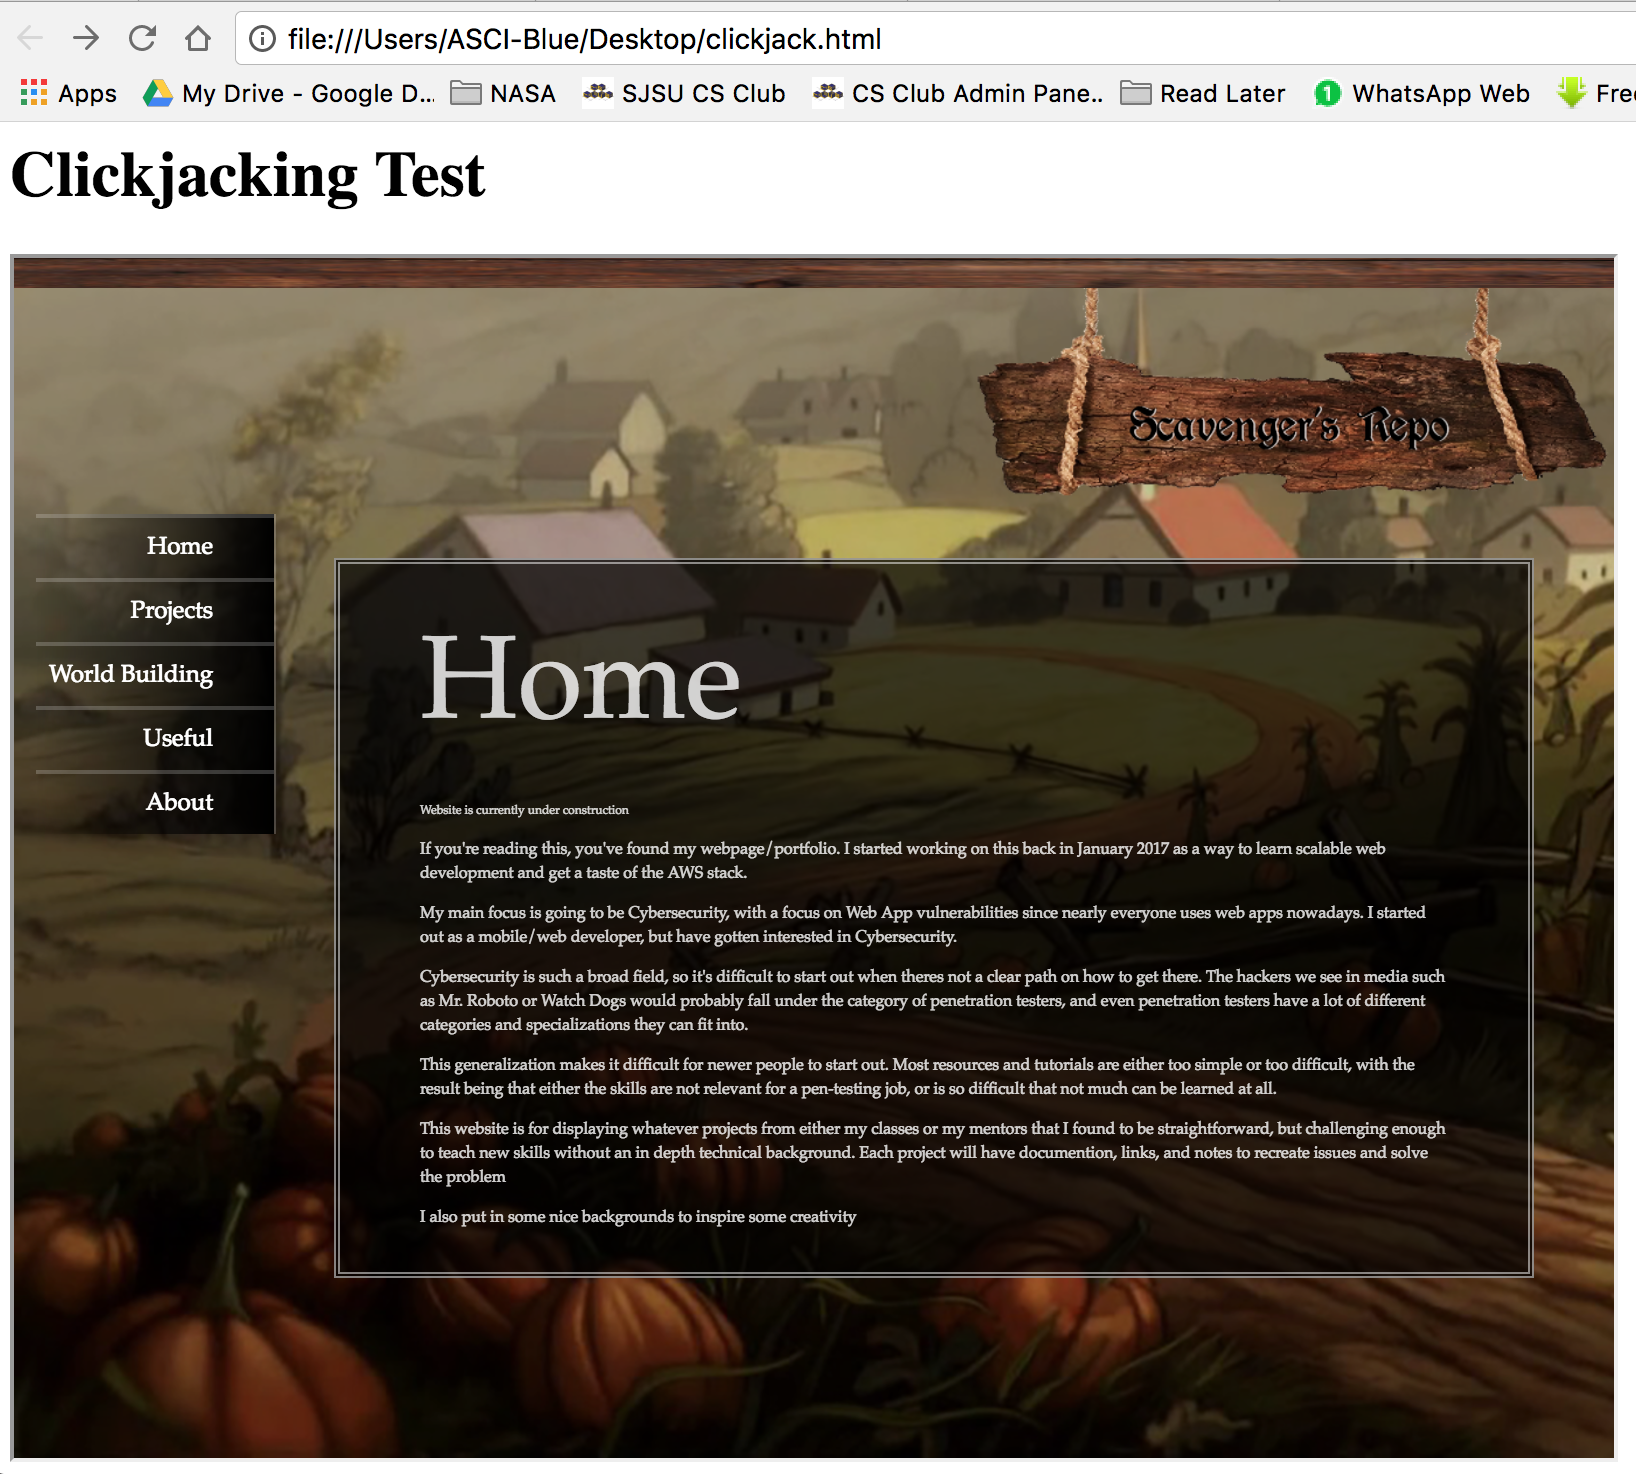 file:///Users/ASCI-Blue/Desktop/clickjack.html
Apps My Drive - Google D... NASA SJSU CS Club CS Club Admin Pane.. Read Later 1 WhatsApp Web Free
Clickjacking Test
Scavenger's Repo
Home
Projects
World Building
Useful
About
Home
Website is currently under construction
If you're reading this, you've found my webpage/portfolio. I started working on this back in January 2017 as a way to learn scalable web
development and get a taste of the AWS stack.
My main focus is going to be Cybersecurity, with a focus on Web App vulnerabilities since nearly everyone uses web apps nowadays. I started
out as a mobile/web developer, but have gotten interested in Cybersecurity.
Cybersecurity is such a broad field, so it's difficult to start out when theres not a clear path on how to get there. The hackers we see in media such
as Mr. Roboto or Watch Dogs would probably fall under the category of penetration testers, and even penetration testers have a lot of different
categories and specializations they can fit into.
This generalization makes it difficult for newer people to start out. Most resources and tutorials are either too simple or too difficult, with the
result being that either the skills are not relevant for a pen-testing job, or is so difficult that not much can be learned at all.
This website is for displaying whatever projects from either my classes or my mentors that I found to be straightforward, but challenging enough
to teach new skills without an in depth technical background. Each project will have documention, links, and notes to recreate issues and solve
the problem
I also put in some nice backgrounds to inspire some creativity